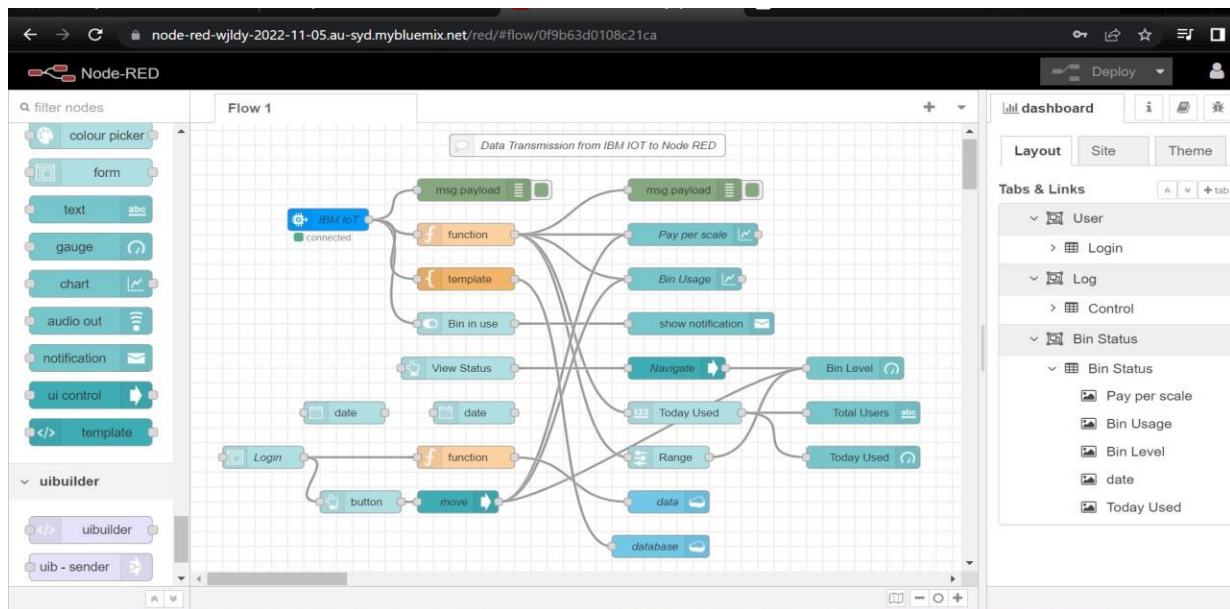 node-red-wjldy-2022-11-05.au-syd.mybluemix.net/red/#flow/0f9b63d0108c21ca
Node-RED
Deploy
filter nodes
colour picker
form
text
abc
gauge
chart
audio out
notification
ui control
template
uibuilder
uibuilder
uib - sender
Flow 1
Data Transmission from IBM IOT to Node RED
msg.payload
msg.payload
IBM IoT
connected
function
Pay per scale
template
Bin Usage
Bin in use
show notification
View Status
Navigate
Bin Level
date
date
123
Today Used
Total Users
abc
Login
function
Range
Today Used
button
move
data
database
dashboard
i
Layout
Site
Theme
Tabs & Links
+ tab
User
Login
Log
Control
Bin Status
Bin Status
Pay per scale
Bin Usage
Bin Level
date
Today Used